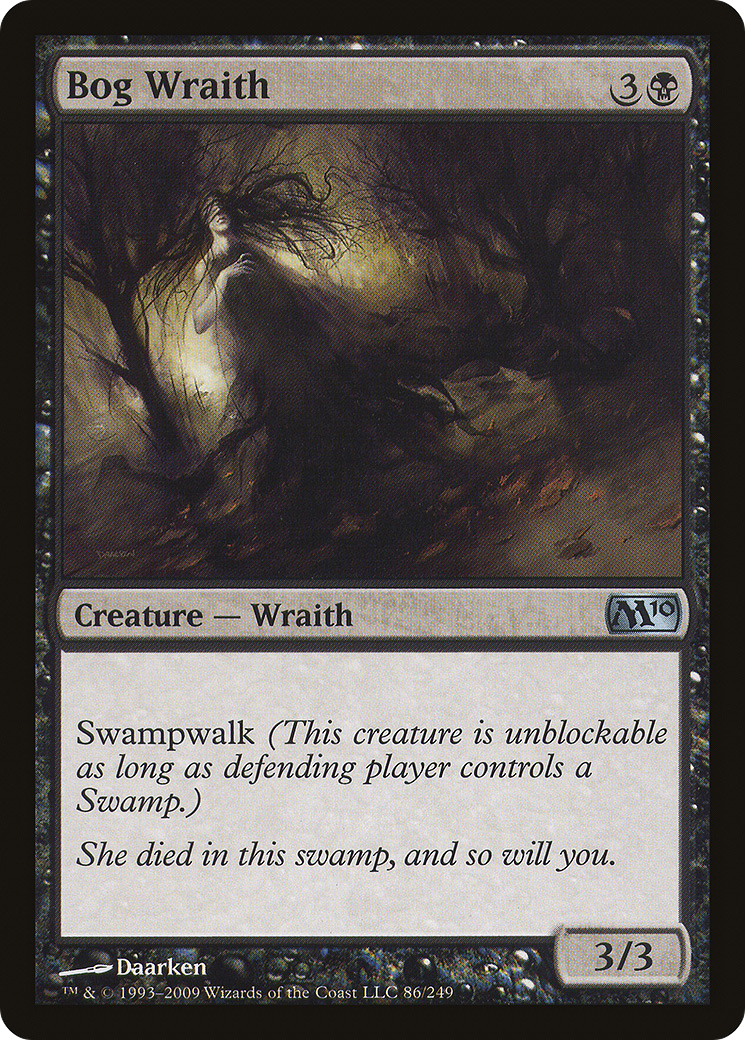 Bog Wraith
3
DAARKEN
Creature — Wraith
M10
Swampwalk (This creature is unblockable
as long as defending player controls a
Swamp.)
She died in this swamp, and so will you.
3/3
Daarken
™ & © 1993–2009 Wizards of the Coast LLC 86/249